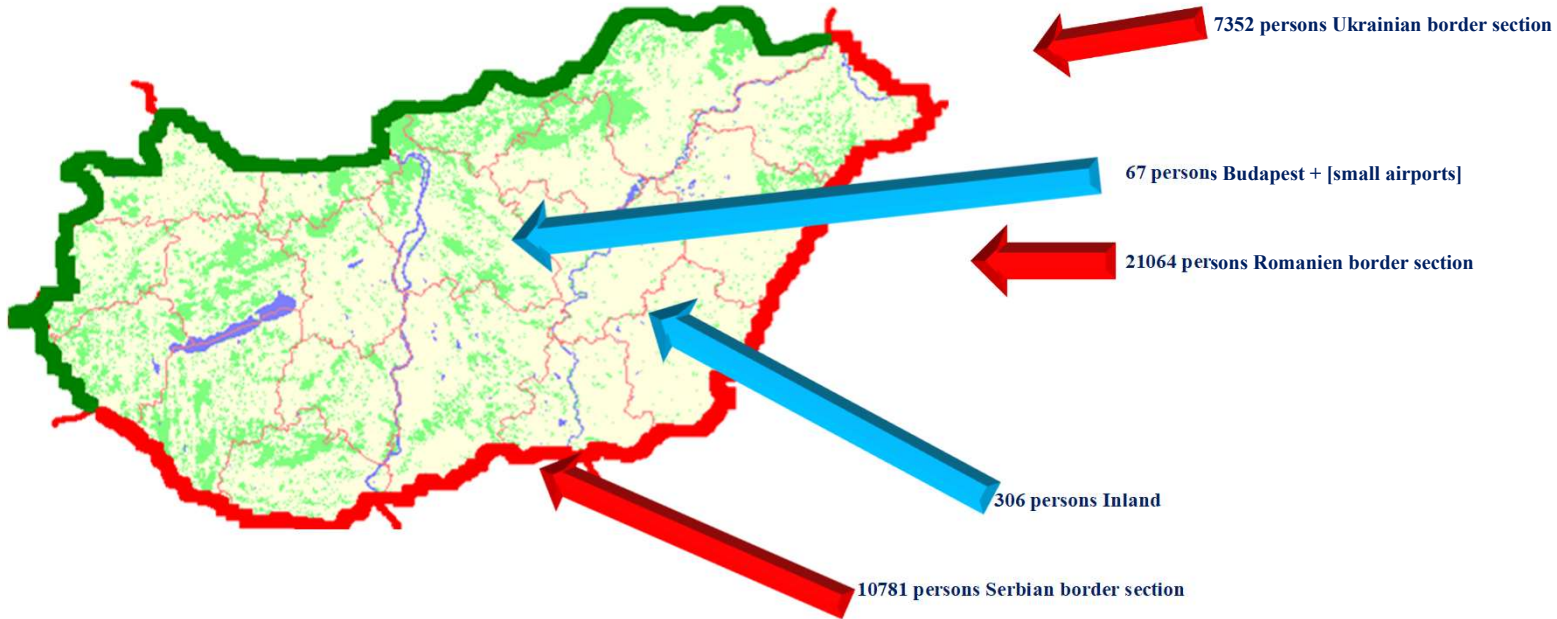 7352 persons Ukrainian border section
67 persons Budapest + [small airports]
21064 persons Romanien border section
306 persons Inland
10781 persons Serbian border section